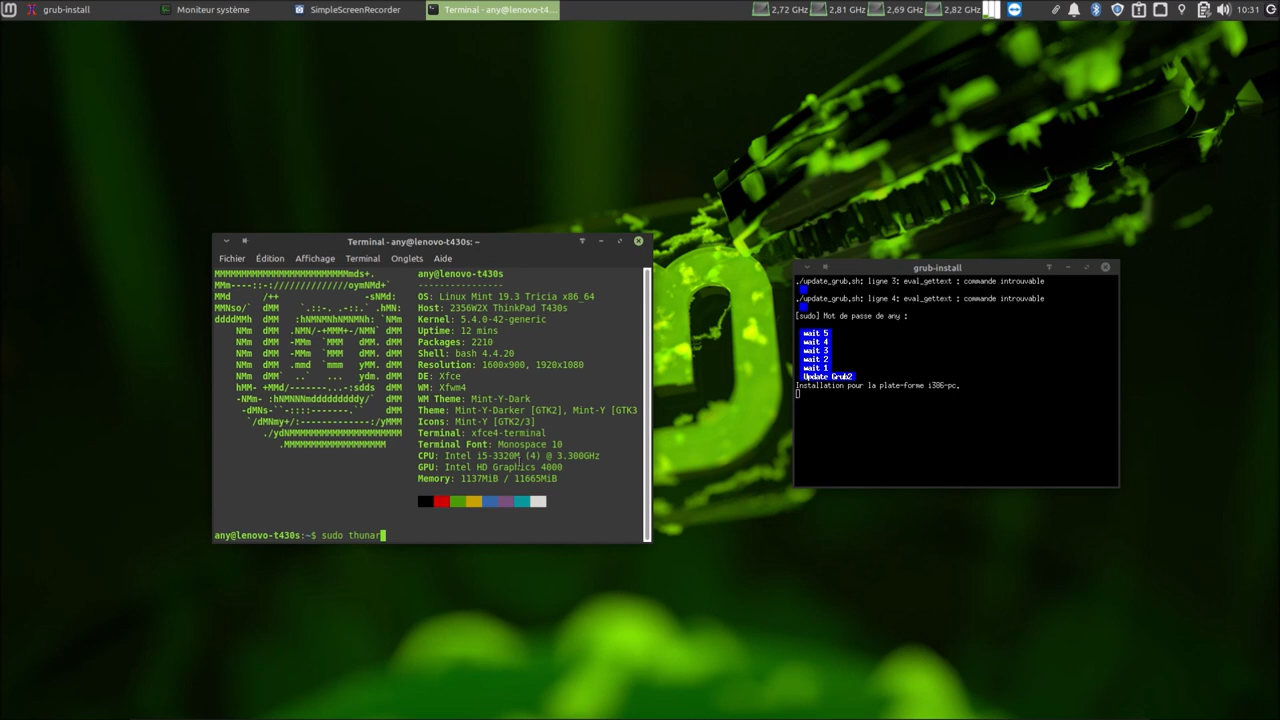 grub-install
Moniteur système
SimpleScreenRecorder
Terminal - any@lenovo-t4...
2,72 GHz
2,81 GHz
2,69 GHz
2,82 GHz
10:31
Terminal - any@lenovo-t430s: ~
Fichier Édition Affichage Terminal Onglets Aide
any@lenovo-t430s
----------------
OS: Linux Mint 19.3 Tricia x86_64
Host: 2356W2X ThinkPad T430s
Kernel: 5.4.0-42-generic
Uptime: 12 mins
Packages: 2210
Shell: bash 4.4.20
Resolution: 1600x900, 1920x1080
DE: Xfce
WM: Xfwm4
WM Theme: Mint-Y-Dark
Theme: Mint-Y-Darker [GTK2], Mint-Y [GTK3
Icons: Mint-Y [GTK2/3]
Terminal: xfce4-terminal
Terminal Font: Monospace 10
CPU: Intel i5-3320M (4) @ 3.300GHz
GPU: Intel HD Graphics 4000
Memory: 1137MiB / 11665MiB
any@lenovo-t430s:~$ sudo thunar
grub-install
./update_grub.sh: ligne 3: eval_gettext : commande introuvable
./update_grub.sh: ligne 4: eval_gettext : commande introuvable
[sudo] Mot de passe de any :
wait 5
wait 4
wait 3
wait 2
wait 1
Update Grub2
Installation pour la plate-forme i386-pc.